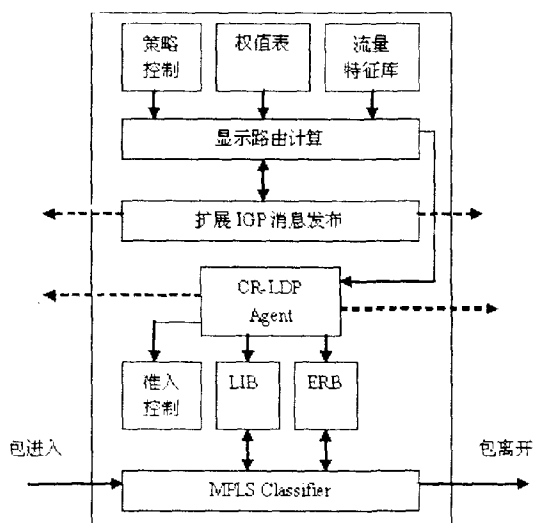 策略
控制
权值表
流量
特征库
显示路由计算
扩展 IGP 消息发布
CR-LDP
Agent
准入
控制
LIB
ERB
包进入
包离开
MPLS Classifier